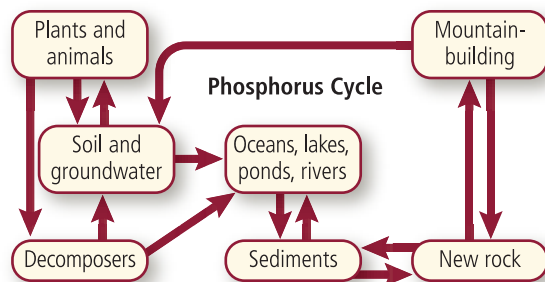 Plants and
animals
Mountain-
building
Phosphorus Cycle
Soil and
groundwater
Oceans, lakes,
ponds, rivers
Decomposers
Sediments
New rock